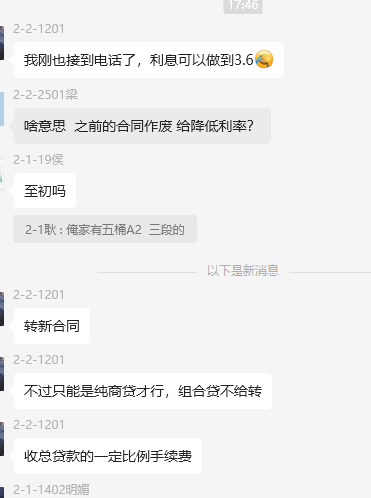 17:46
2-2-1201
我刚也接到电话了，利息可以做到3.6🤣
2-2-2501梁
啥意思  之前的合同作废 给降低利率？
2-1-19侯
至初吗
2-1耿 : 俺家有五桶A2  三段的
以下是新消息
2-2-1201
转新合同
2-2-1201
不过只能是纯商贷才行，组合贷不给转
2-2-1201
收总贷款的一定比例手续费
2-1-1402明媚